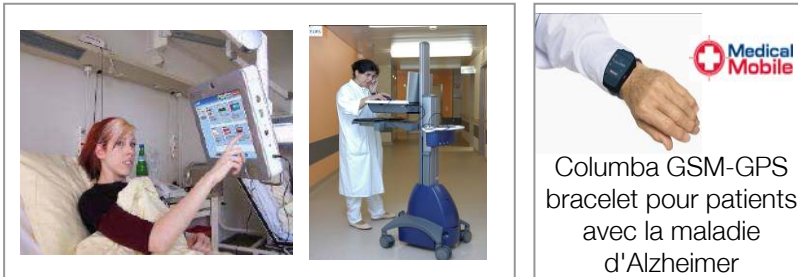 Medical
Mobile
Columba GSM-GPS
bracelet pour patients
avec la maladie
d'Alzheimer